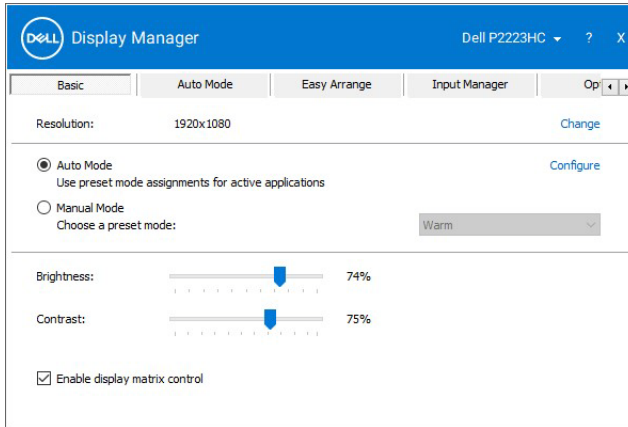 DELL Display Manager Dell P2223HC ? X
Basic Auto Mode Easy Arrange Input Manager Op
Resolution: 1920x1080 Change
Auto Mode Configure
Use preset mode assignments for active applications
Manual Mode
Choose a preset mode: Warm
Brightness: 74%
Contrast: 75%
Enable display matrix control